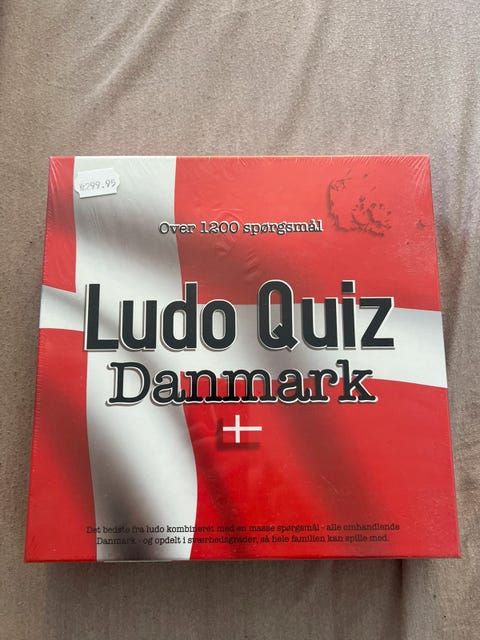 299.95
Over 1200 spørgsmål
Ludo Quiz
Danmark
Det bedste fra ludo kombineret med en masse spørgsmål - alle omhandlende
Danmark - og opdelt i sværhedsgrader, så hele familien kan spille med.